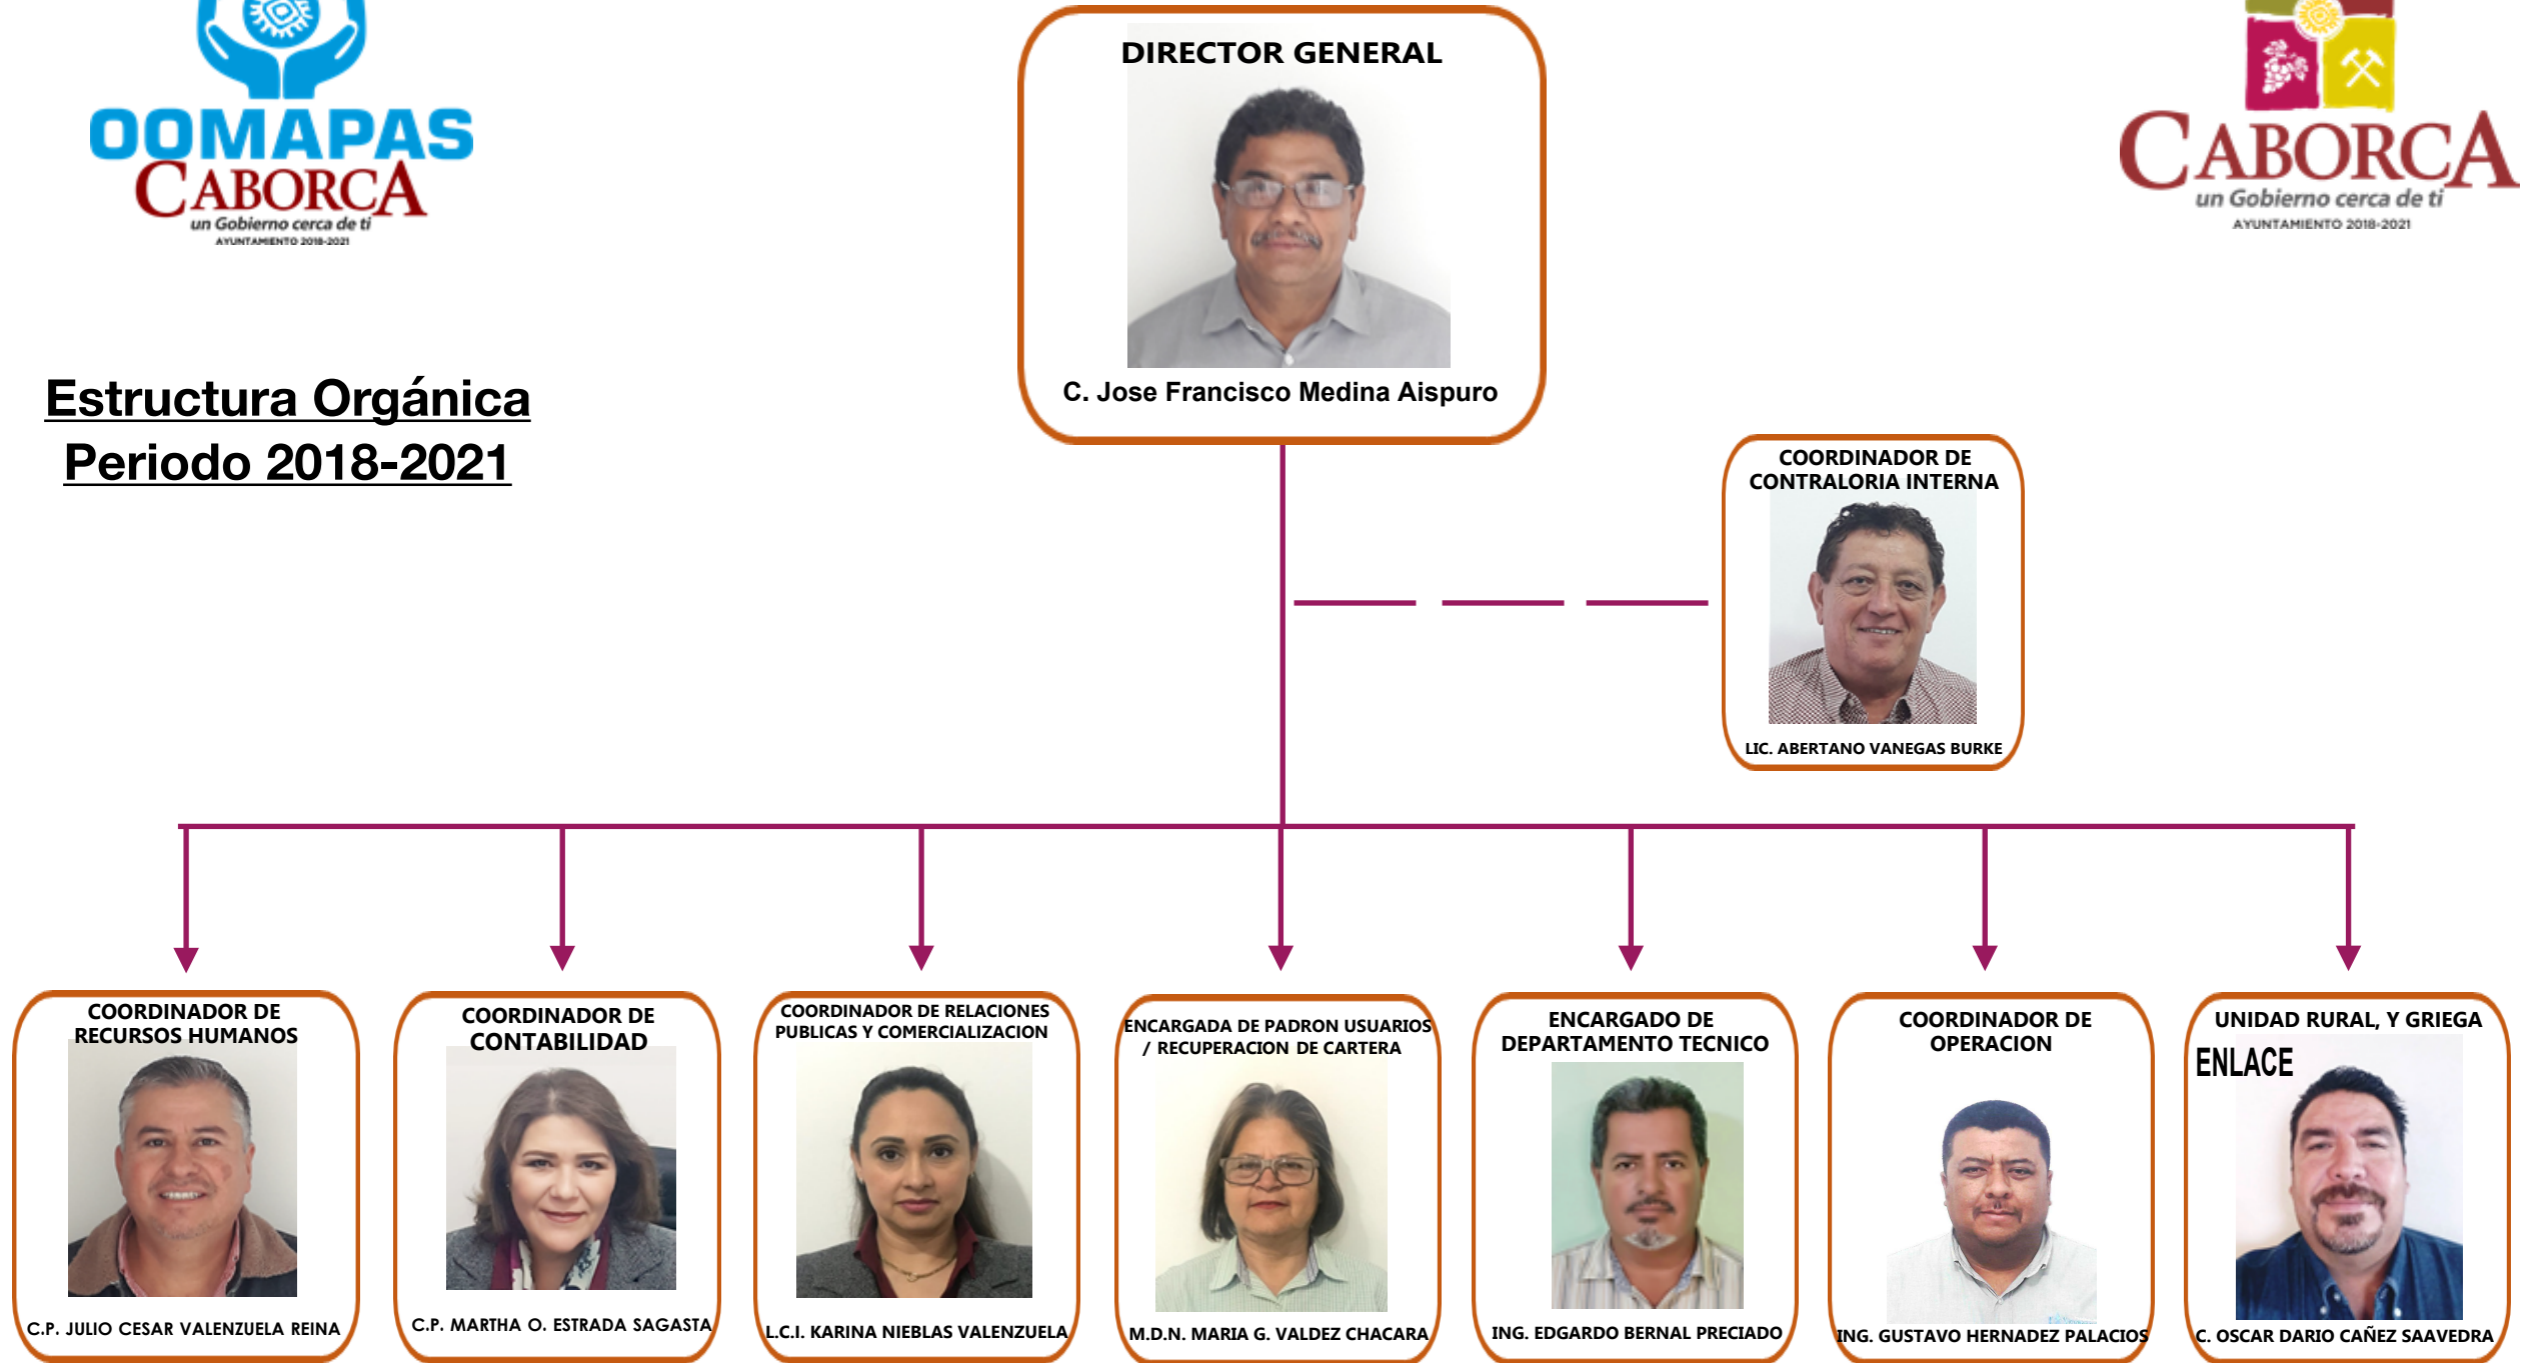 OOMAPAS
CABORCA
un Gobierno cerca de ti
AYUNTAMIENTO 2018-2021
DIRECTOR GENERAL
C. Jose Francisco Medina Aispuro
CABORCA
un Gobierno cerca de ti
AYUNTAMIENTO 2018-2021
Estructura Orgánica
Periodo 2018-2021
COORDINADOR DE
CONTRALORIA INTERNA
LIC. ABERTANO VANEGAS BURKE
COORDINADOR DE
RECURSOS HUMANOS
C.P. JULIO CESAR VALENZUELA REINA
COORDINADOR DE
CONTABILIDAD
C.P. MARTHA O. ESTRADA SAGASTA
COORDINADOR DE RELACIONES
PUBLICAS Y COMERCIALIZACION
L.C.I. KARINA NIEBLAS VALENZUELA
ENCARGADA DE PADRON USUARIOS
/ RECUPERACION DE CARTERA
M.D.N. MARIA G. VALDEZ CHACARA
ENCARGADO DE
DEPARTAMENTO TECNICO
ING. EDGARDO BERNAL PRECIADO
COORDINADOR DE
OPERACION
ING. GUSTAVO HERNADEZ PALACIOS
UNIDAD RURAL, Y GRIEGA
ENLACE
C. OSCAR DARIO CAÑEZ SAAVEDRA